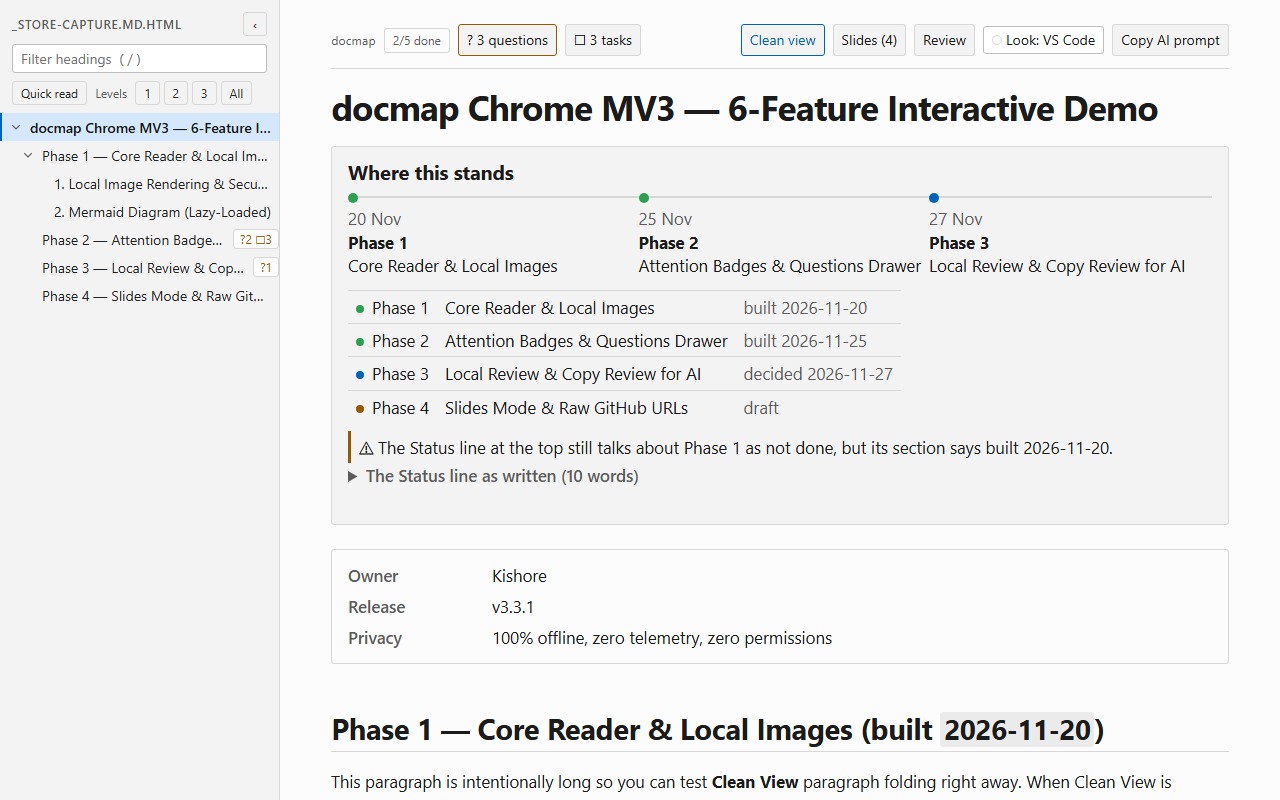 _STORE-CAPTURE.MD.HTML
‹
Filter headings ( / )
Quick read Levels 1 2 3 All
docmap Chrome MV3 — 6-Feature I...
Phase 1 — Core Reader & Local Im...
1. Local Image Rendering & Secu...
2. Mermaid Diagram (Lazy-Loaded)
Phase 2 — Attention Badge... ?2 ☐3
Phase 3 — Local Review & Cop... ?1
Phase 4 — Slides Mode & Raw Git...
docmap 2/5 done ? 3 questions ☐ 3 tasks Clean view Slides (4) Review Look: VS Code Copy AI prompt
docmap Chrome MV3 — 6-Feature Interactive Demo
Where this stands
20 Nov 25 Nov 27 Nov
Phase 1 Phase 2 Phase 3
Core Reader & Local Images Attention Badges & Questions Drawer Local Review & Copy Review for AI
Phase 1 Core Reader & Local Images built 2026-11-20
Phase 2 Attention Badges & Questions Drawer built 2026-11-25
Phase 3 Local Review & Copy Review for AI decided 2026-11-27
Phase 4 Slides Mode & Raw GitHub URLs draft
⚠ The Status line at the top still talks about Phase 1 as not done, but its section says built 2026-11-20.
▶ The Status line as written (10 words)
Owner Kishore
Release v3.3.1
Privacy 100% offline, zero telemetry, zero permissions
Phase 1 — Core Reader & Local Images (built 2026-11-20)
This paragraph is intentionally long so you can test Clean View paragraph folding right away. When Clean View is